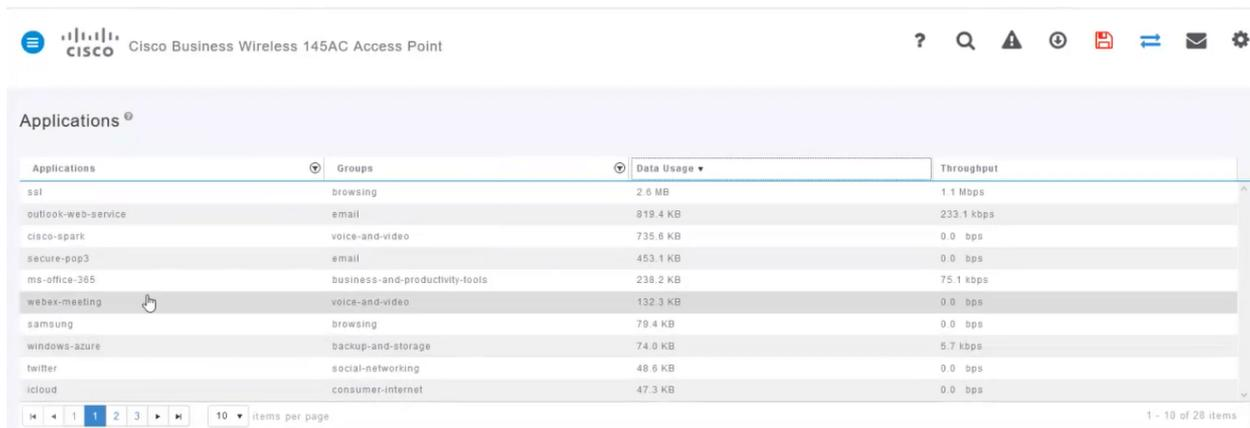 CISCO Cisco Business Wireless 145AC Access Point ?
Applications ?
Applications Groups Data Usage Throughput
ssl browsing 2.6 MB 1.1 Mbps
outlook-web-service email 819.4 KB 233.1 kbps
cisco-spark voice-and-video 735.6 KB 0.0 bps
secure-pop3 email 453.1 KB 0.0 bps
ms-office-365 business-and-productivity-tools 238.2 KB 75.1 kbps
webex-meeting voice-and-video 132.3 KB 0.0 bps
samsung browsing 79.4 KB 0.0 bps
windows-azure backup-and-storage 74.0 KB 5.7 kbps
twitter social-networking 48.6 KB 0.0 bps
icloud consumer-internet 47.3 KB 0.0 bps
1 1 2 3 10 items per page 1 - 10 of 28 items